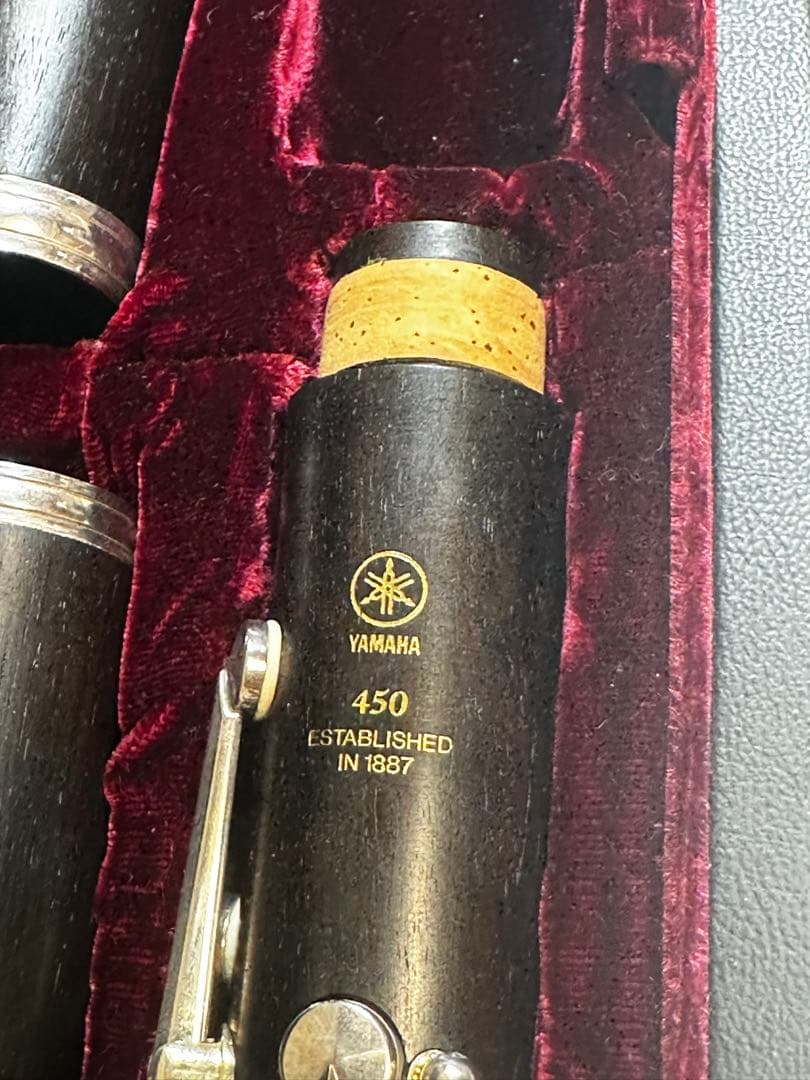 YAMAHA
450
ESTABLISHED
IN 1887